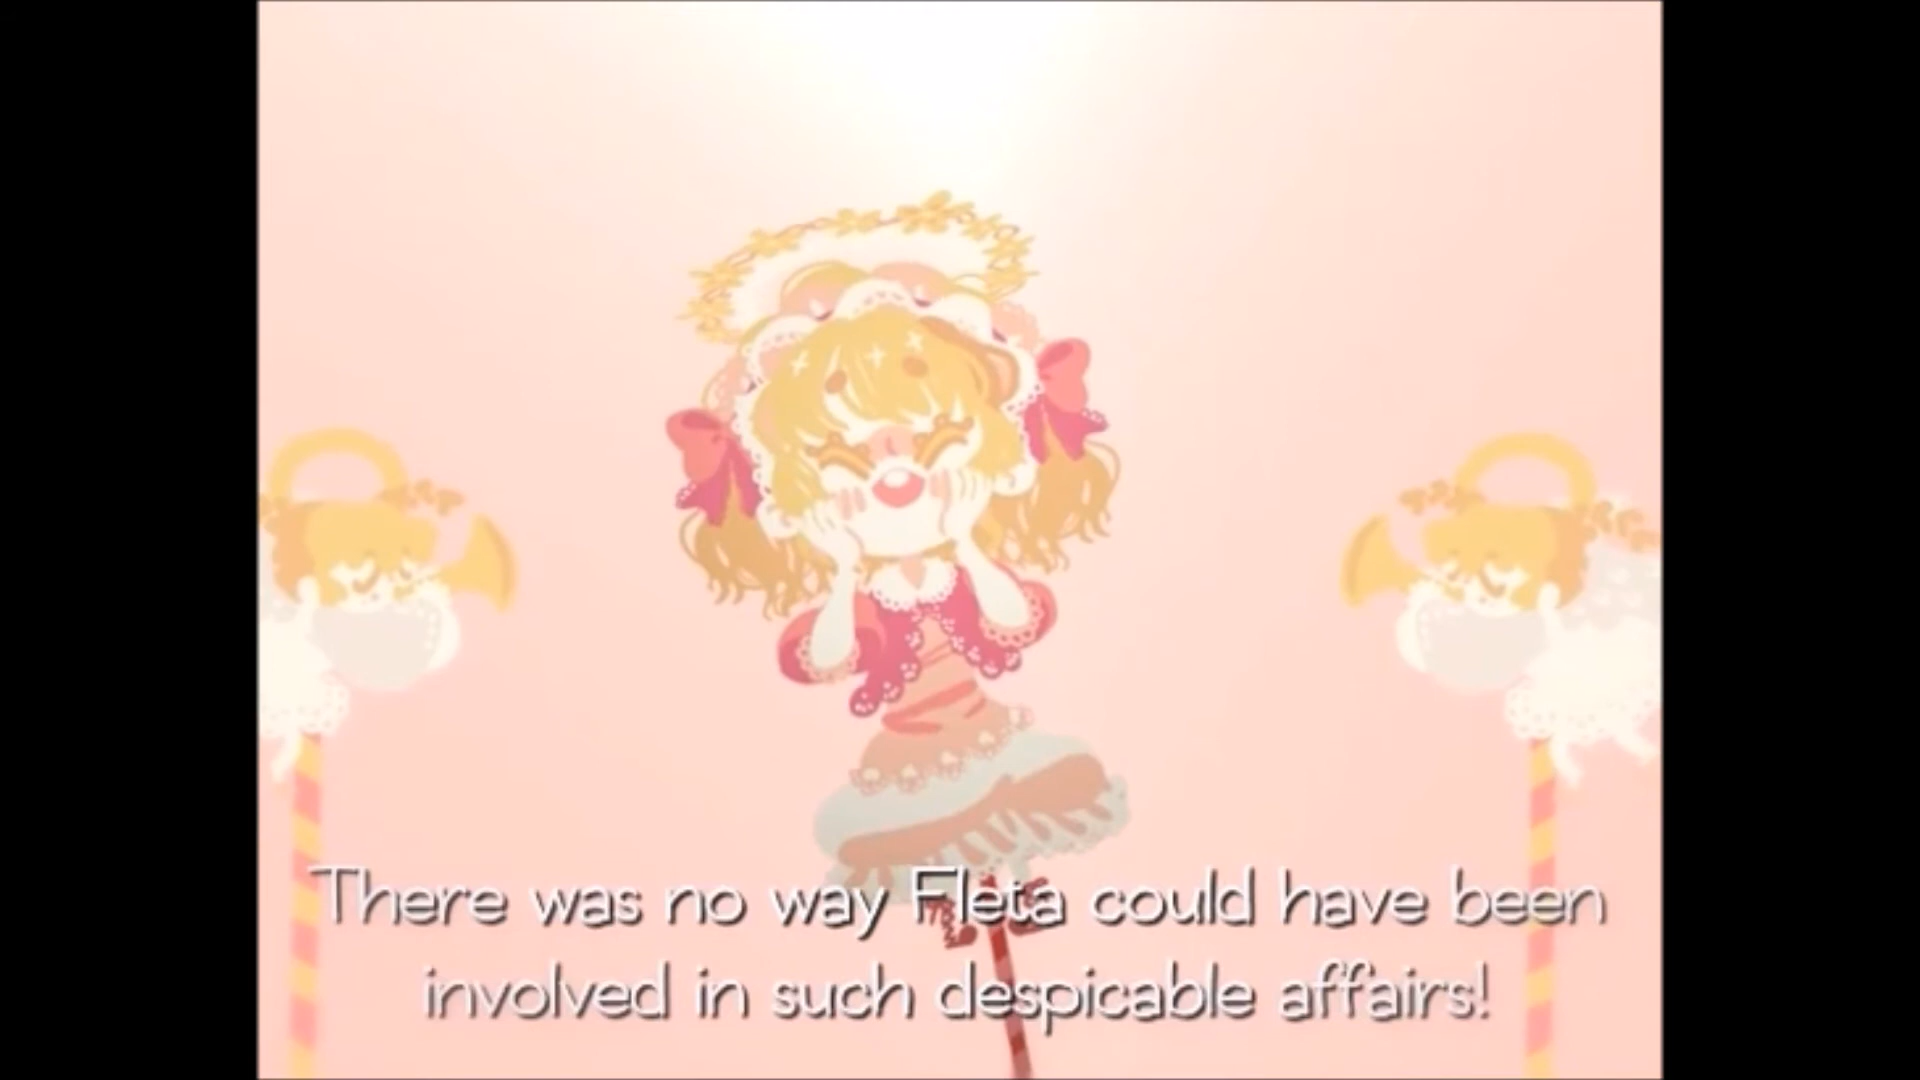 There was no way Fleta could have been
involved in such despicable affairs!